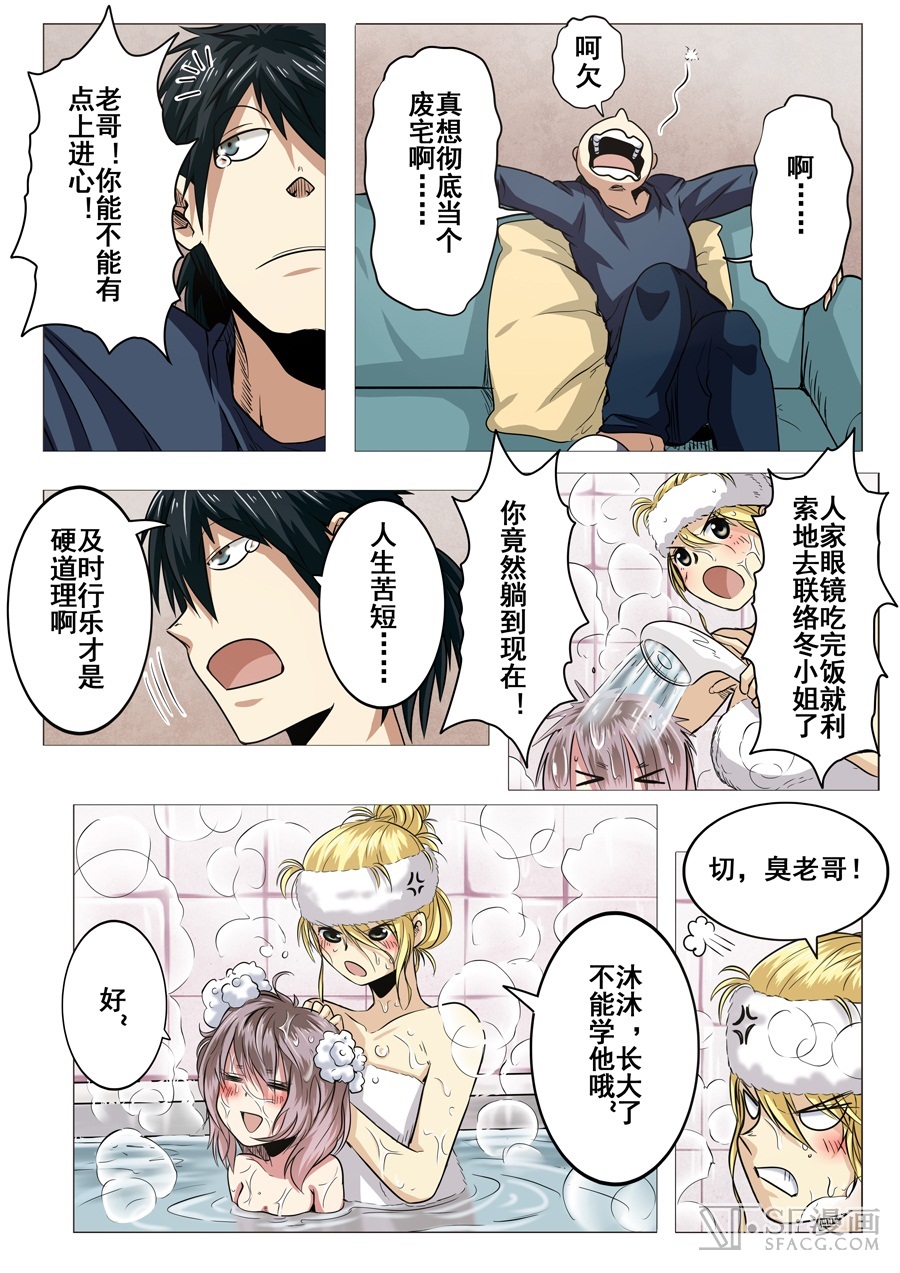 啊……
呵
欠
真想彻底当个
废宅啊……
老哥！你能不能有
点上进心！
人家眼镜吃完饭就利
索地去联络冬小姐了
你竟然躺到现在！
人生苦短……
及时行乐才是
硬道理啊
切，臭老哥！
沐沐，长大了
不能学他哦~
好~
SF漫画
SFACG.COM